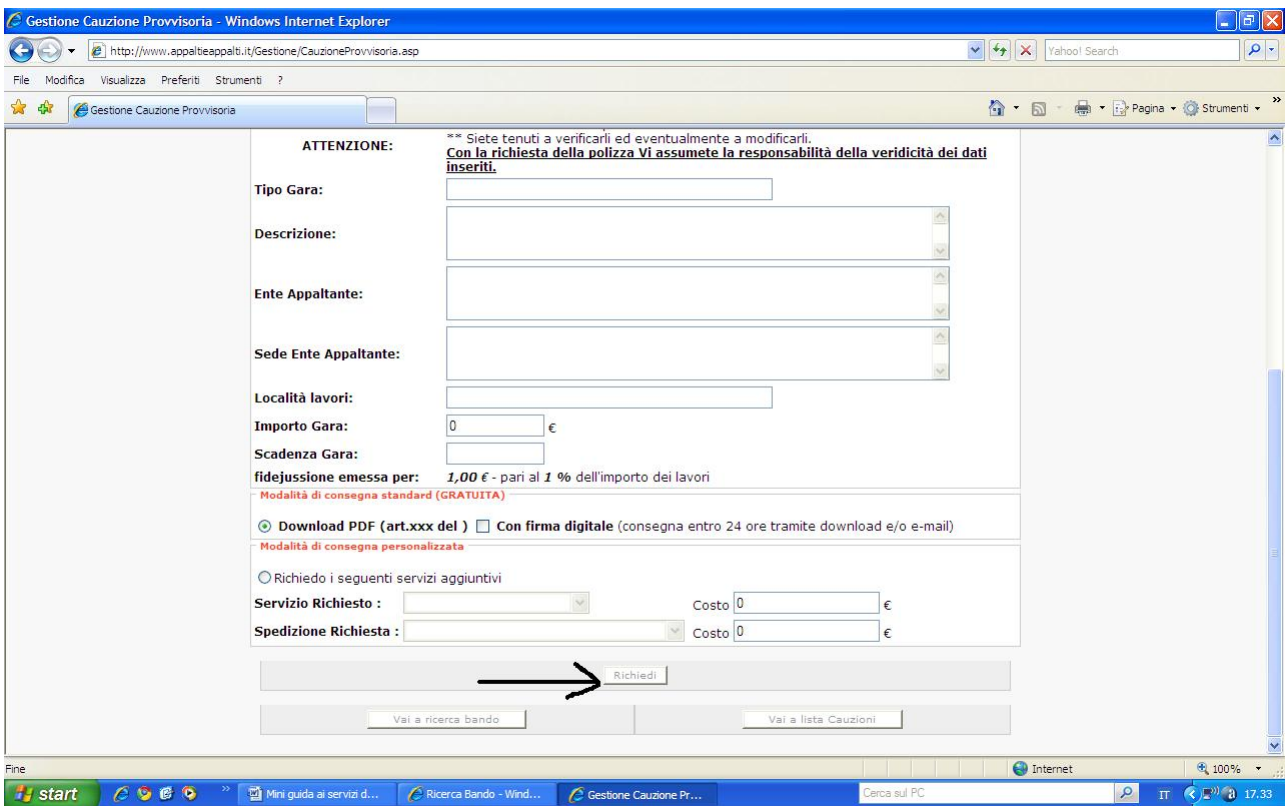 Gestione Cauzione Provvisoria - Windows Internet Explorer
http://www.appaltieappalti.it/Gestione/CauzioneProvvisoria.asp
Yahoo! Search
File Modifica Visualizza Preferiti Strumenti ?
Gestione Cauzione Provvisoria
Pagina Strumenti »
ATTENZIONE:
** Siete tenuti a verificarli ed eventualmente a modificarli.
Con la richiesta della polizza Vi assumete la responsabilità della veridicità dei dati
inseriti.
Tipo Gara:
Descrizione:
Ente Appaltante:
Sede Ente Appaltante:
Località lavori:
Importo Gara: 0 €
Scadenza Gara:
fidejussione emessa per: 1,00 € - pari al 1 % dell'importo dei lavori
Modalità di consegna standard (GRATUITA)
Download PDF (art.xxx del ) Con firma digitale (consegna entro 24 ore tramite download e/o e-mail)
Modalità di consegna personalizzata
Richiedo i seguenti servizi aggiuntivi
Servizio Richiesto : Costo 0 €
Spedizione Richiesta : Costo 0 €
Richiedi
Vai a ricerca bando Vai a lista Cauzioni
Fine Internet 100%
start » Mini guida ai servizi d... Ricerca Bando - Wind... Gestione Cauzione Pr... Cerca sul PC IT 17.33